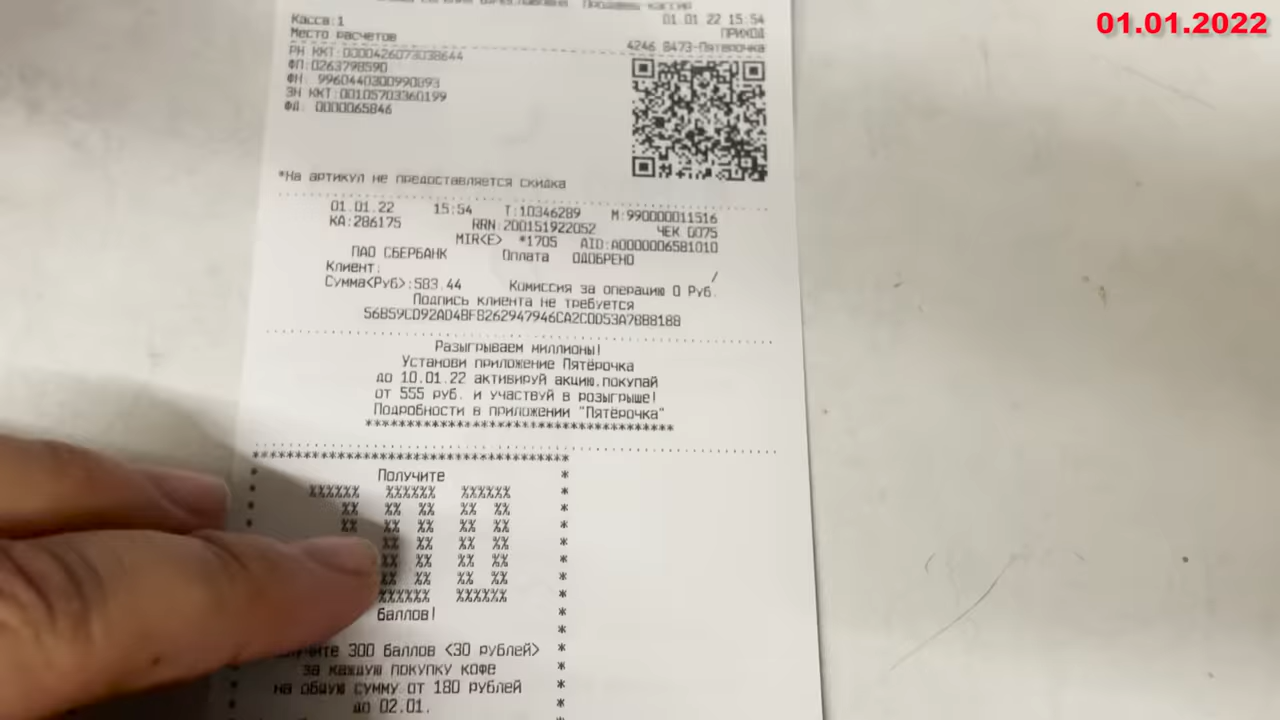 01.01.2022
Продавец-кассир
Касса:1 01.01 22 15:54
Место расчетов ПРИХОД
4246 8473-Пятёрочка
РН ККТ:0000426073038644
ФП:0263798590
ФН 9960440300990893
ЗН ККТ:00105703360199
ФД: 0000065846
*На артикул не предоставляется скидка
01.01.22 15:54 Т:10346289 М:990000011516
КА:286175 RRN:200151922052 ЧЕК 0075
MIR<E> *1705 AID:A0000006581010
ПАО СБЕРБАНК Оплата ОДОБРЕНО
Клиент: /
Сумма<Руб>:583.44 Комиссия за операцию 0 Руб.
Подпись клиента не требуется
56B59CD92AD4BF8262947946CA2C0D53A7BB8188
Разыгрываем миллионы!
Установи приложение Пятёрочка
до 10.01.22 активируй акцию,покупай
от 555 руб. и участвуй в розыгрыше!
Подробности в приложении "Пятёрочка"
***********************************
Получите
баллов!
300 баллов <30 рублей>
за каждую покупку кофе
на общую сумму от 180 рублей
до 02.01.